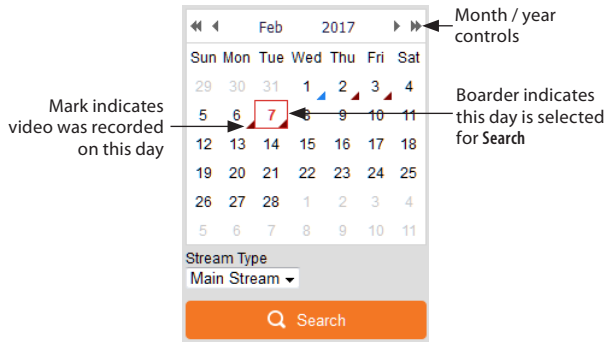 Feb 2017
Month / year
controls
Sun Mon Tue Wed Thu Fri Sat
29 30 31 1 2 3 4
5 6 7 8 9 10 11
12 13 14 15 16 17 18
19 20 21 22 23 24 25
26 27 28 1 2 3 4
5 6 7 8 9 10 11
Mark indicates
video was recorded
on this day
Boarder indicates
this day is selected
for Search
Stream Type
Main Stream
Search